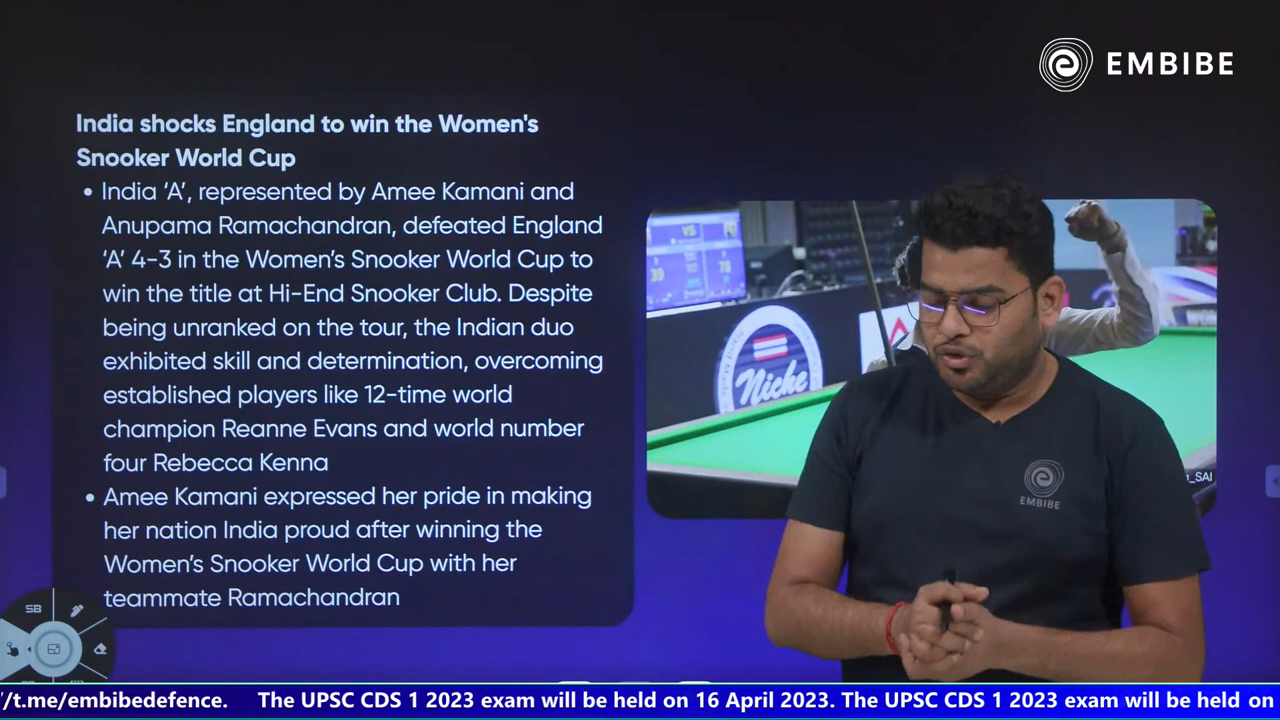 EMBIBE
India shocks England to win the Women's
Snooker World Cup
• India ‘A’, represented by Amee Kamani and
Anupama Ramachandran, defeated England
‘A’ 4-3 in the Women’s Snooker World Cup to
win the title at Hi-End Snooker Club. Despite
being unranked on the tour, the Indian duo
exhibited skill and determination, overcoming
established players like 12-time world
champion Reanne Evans and world number
four Rebecca Kenna
• Amee Kamani expressed her pride in making
her nation India proud after winning the
Women’s Snooker World Cup with her
teammate Ramachandran
VS
39
78
Niche
_SAI
EMBIBE
SB
/t.me/embibedefence. The UPSC CDS 1 2023 exam will be held on 16 April 2023. The UPSC CDS 1 2023 exam will be held on